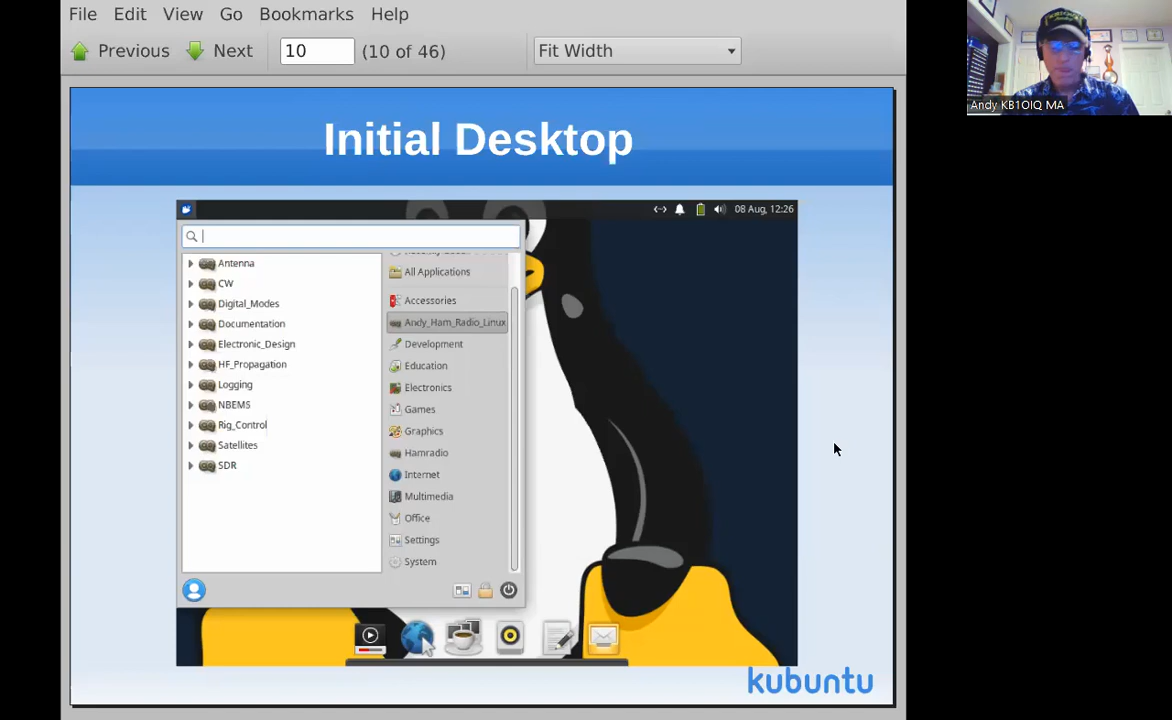 File Edit View Go Bookmarks Help
Previous Next 10 (10 of 46) Fit Width
Andy KB1OIQ MA
Initial Desktop
08 Aug, 12:26
All Applications
Antenna
CW
Digital_Modes
Documentation
Electronic_Design
HF_Propagation
Logging
NBEMS
Rig_Control
Satellites
SDR
Accessories
Andy_Ham_Radio_Linux
Development
Education
Electronics
Games
Graphics
Hamradio
Internet
Multimedia
Office
Settings
System
kubuntu